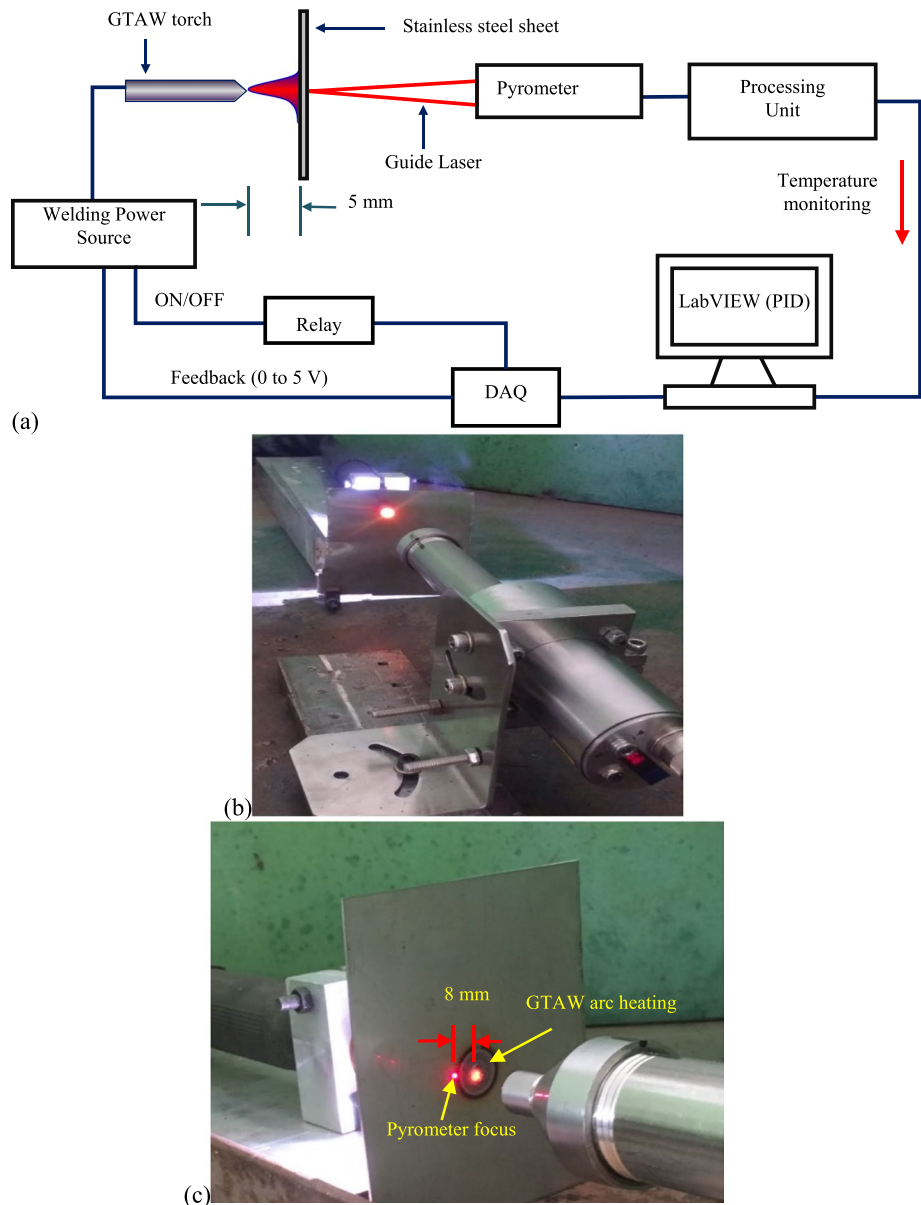 GTAW torch
Stainless steel sheet
Pyrometer
Processing
Unit
Guide Laser
5 mm
Temperature
monitoring
Welding Power
Source
ON/OFF
Relay
LabVIEW (PID)
Feedback (0 to 5 V)
DAQ
(a)
(b)
8 mm
GTAW arc heating
Pyrometer focus
(c)